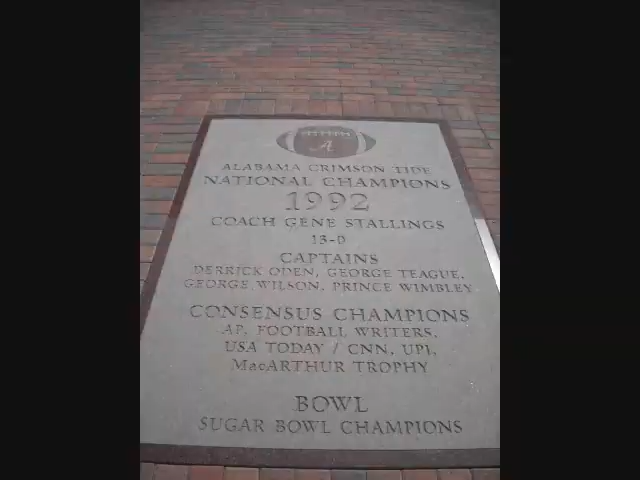 A
ALABAMA CRIMSON TIDE
NATIONAL CHAMPIONS
1992
COACH GENE STALLINGS
13-0
CAPTAINS
DERRICK ODEN, GEORGE TEAGUE,
GEORGE WILSON, PRINCE WIMBLEY
CONSENSUS CHAMPIONS
AP, FOOTBALL WRITERS,
USA TODAY / CNN, UPI,
MacARTHUR TROPHY
BOWL
SUGAR BOWL CHAMPIONS